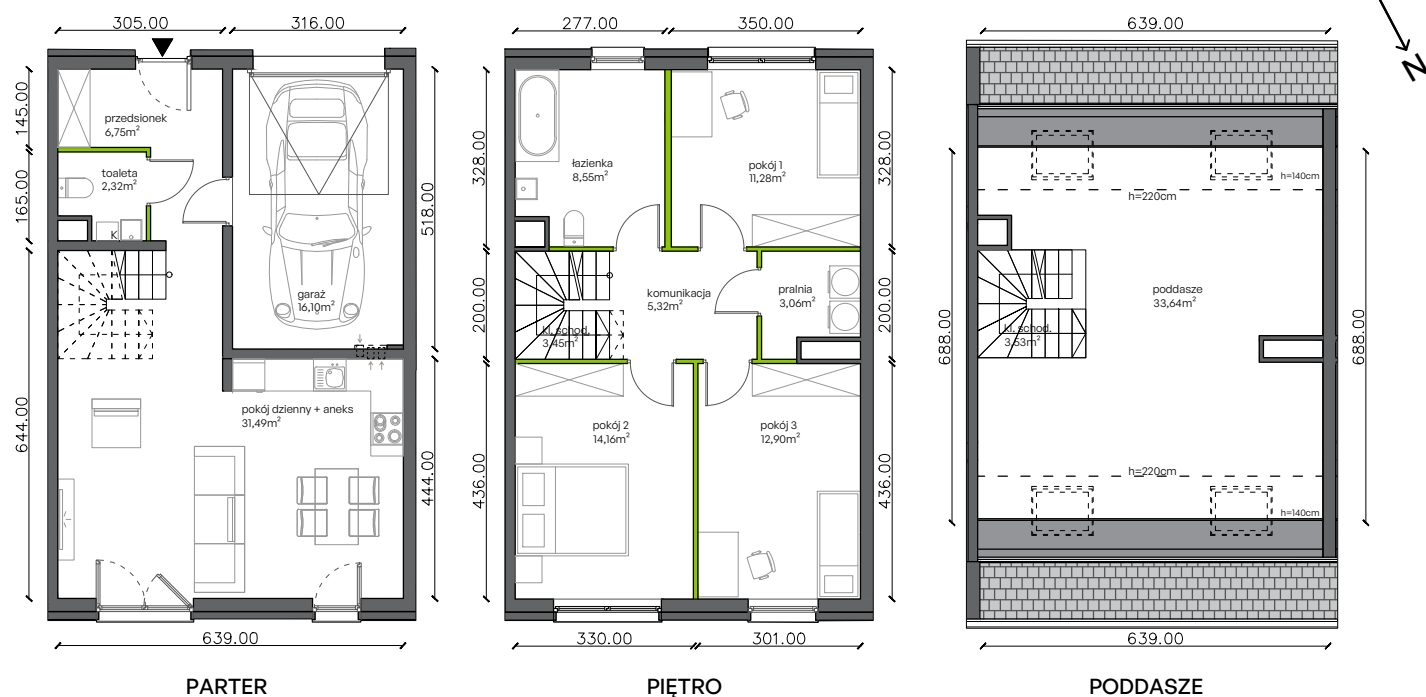 305.00
316.00
145.00
165.00
644.00
518.00
444.00
przedsionek
6,75m²
toaleta
2,32m²
K
garaż
16,10m²
pokój dzienny + aneks
31,49m²
639.00
PARTER
277.00
350.00
328.00
200.00
436.00
328.00
200.00
436.00
łazienka
8,55m²
pokój 1
11,28m²
komunikacja
5,32m²
pralnia
3,06m²
kl. schod.
3,45m²
pokój 2
14,16m²
pokój 3
12,90m²
330.00
301.00
PIĘTRO
639.00
N
h=140cm
h=220cm
688.00
688.00
poddasze
33,64m²
kl. schod.
3,53m²
h=220cm
h=140cm
639.00
PODDASZE